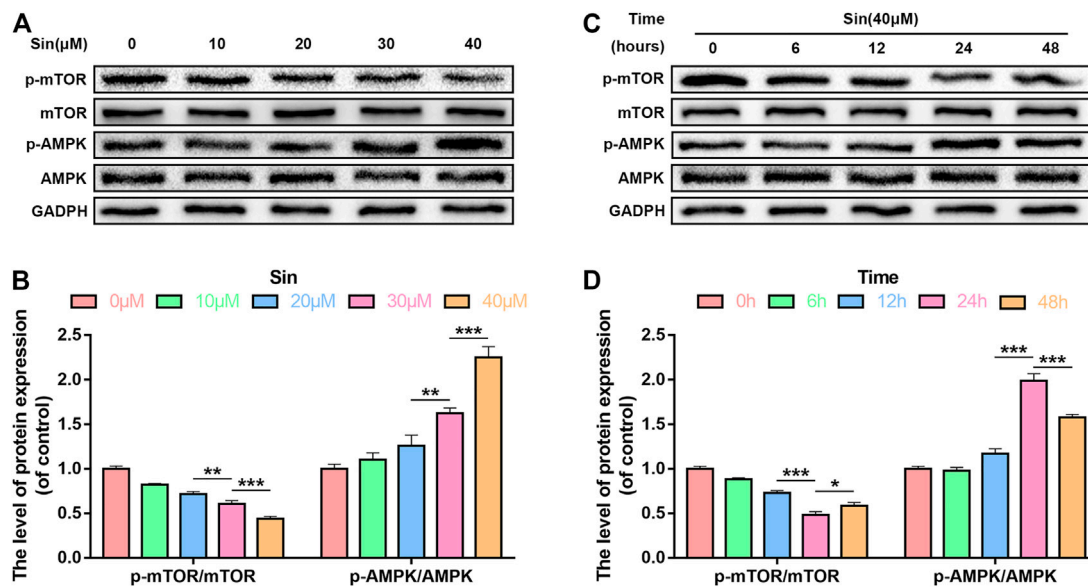 A
Sin(μM) 0 10 20 30 40
p-mTOR
mTOR
p-AMPK
AMPK
GADPH
C
Time Sin(40μM)
(hours) 0 6 12 24 48
p-mTOR
mTOR
p-AMPK
AMPK
GADPH
B
Sin
0μM 10μM 20μM 30μM 40μM
The level of protein expression
(of control)
2.5
2.0
1.5
1.0
0.5
0.0
** *** ** ***
p-mTOR/mTOR p-AMPK/AMPK
D
Time
0h 6h 12h 24h 48h
The level of protein expression
(of control)
2.5
2.0
1.5
1.0
0.5
0.0
*** * *** ***
p-mTOR/mTOR p-AMPK/AMPK